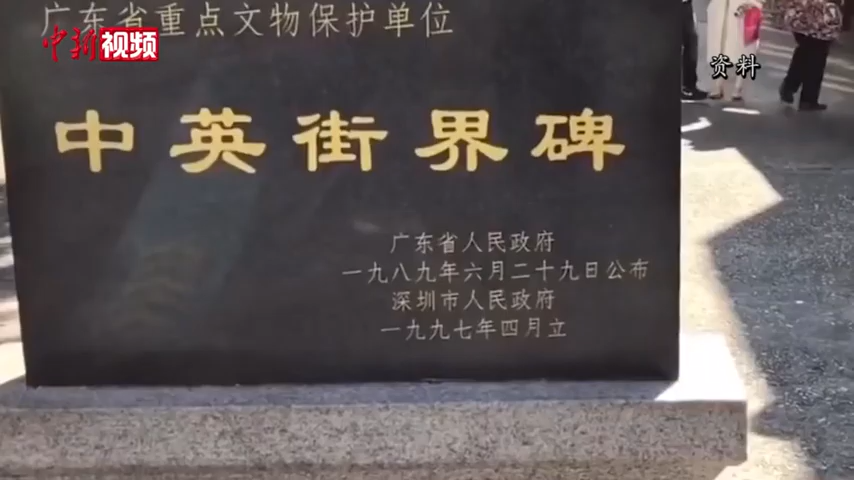 广东省重点文物保护单位
中新视频
资料
中英街界碑
广东省人民政府
一九八九年六月二十九日公布
深圳市人民政府
一九九七年四月立